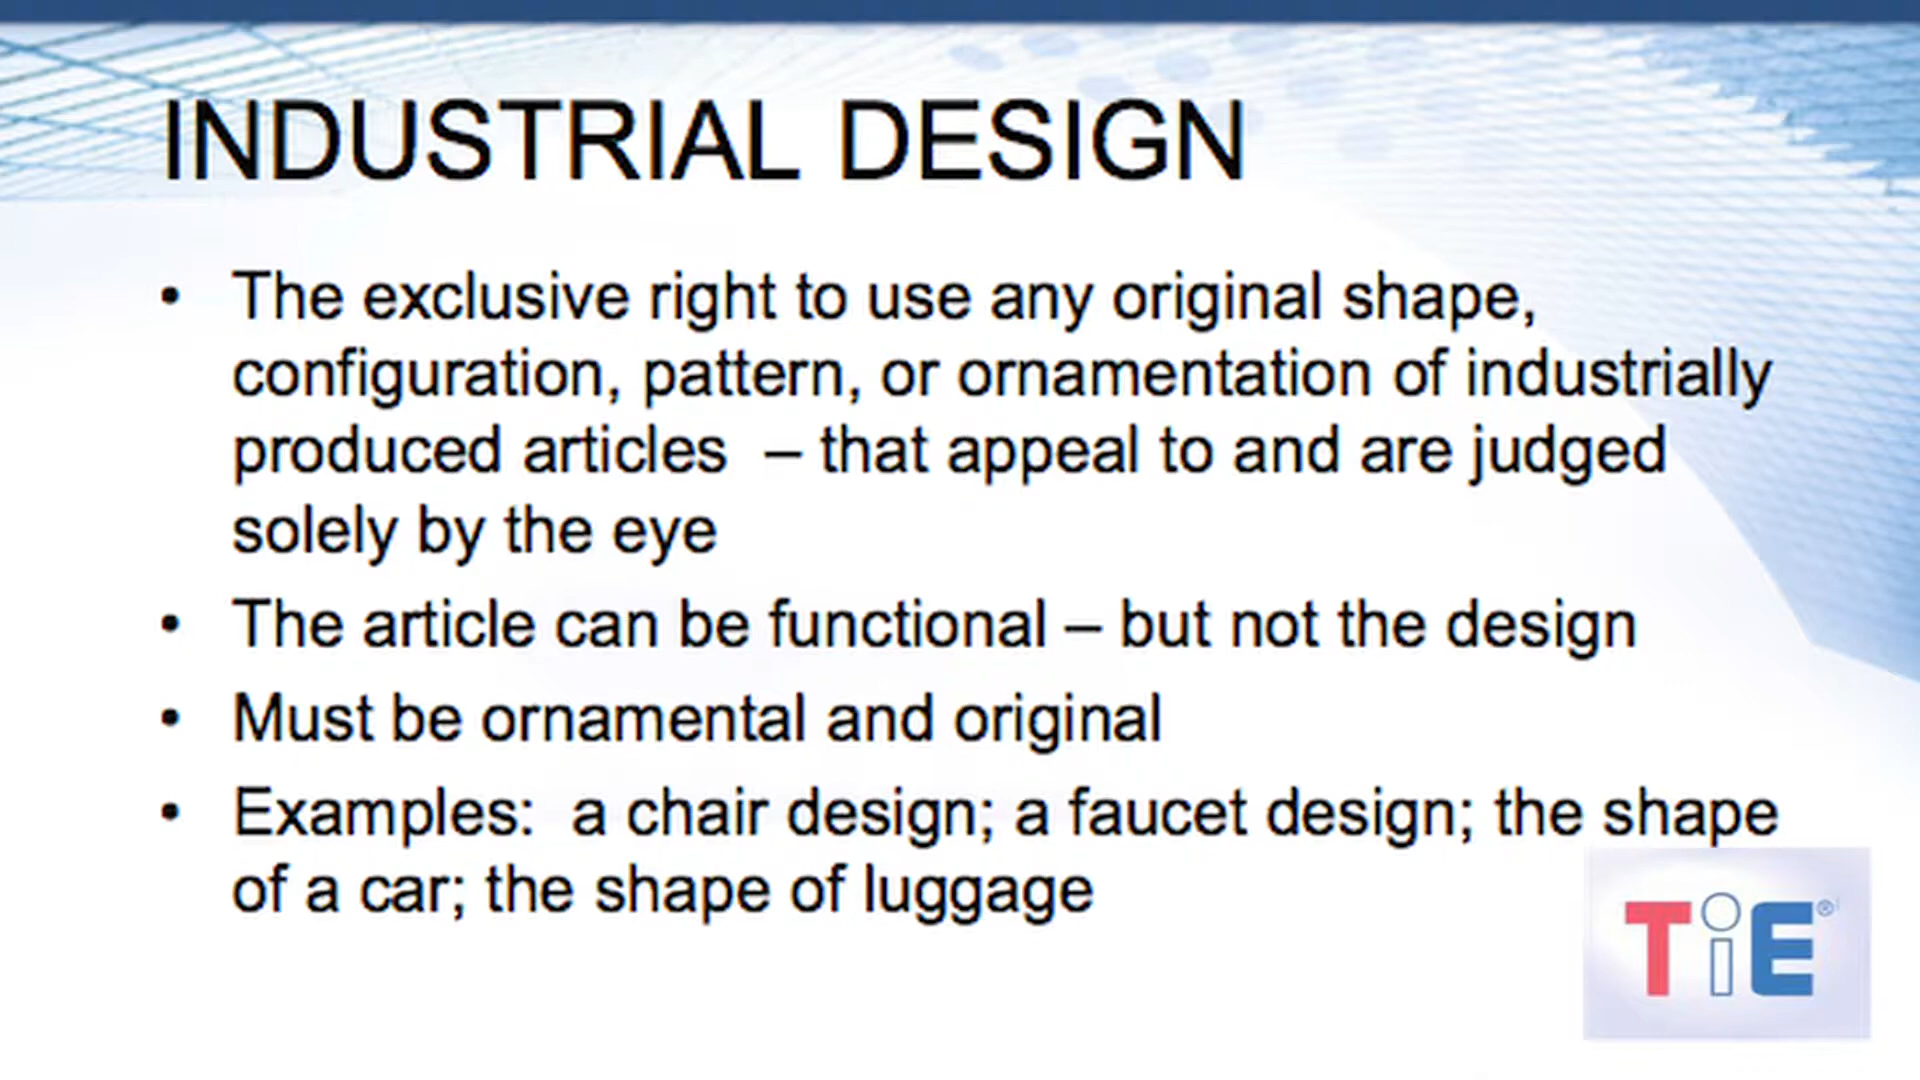 INDUSTRIAL DESIGN
• The exclusive right to use any original shape,
configuration, pattern, or ornamentation of industrially
produced articles – that appeal to and are judged
solely by the eye
• The article can be functional – but not the design
• Must be ornamental and original
• Examples: a chair design; a faucet design; the shape
of a car; the shape of luggage
TiE®